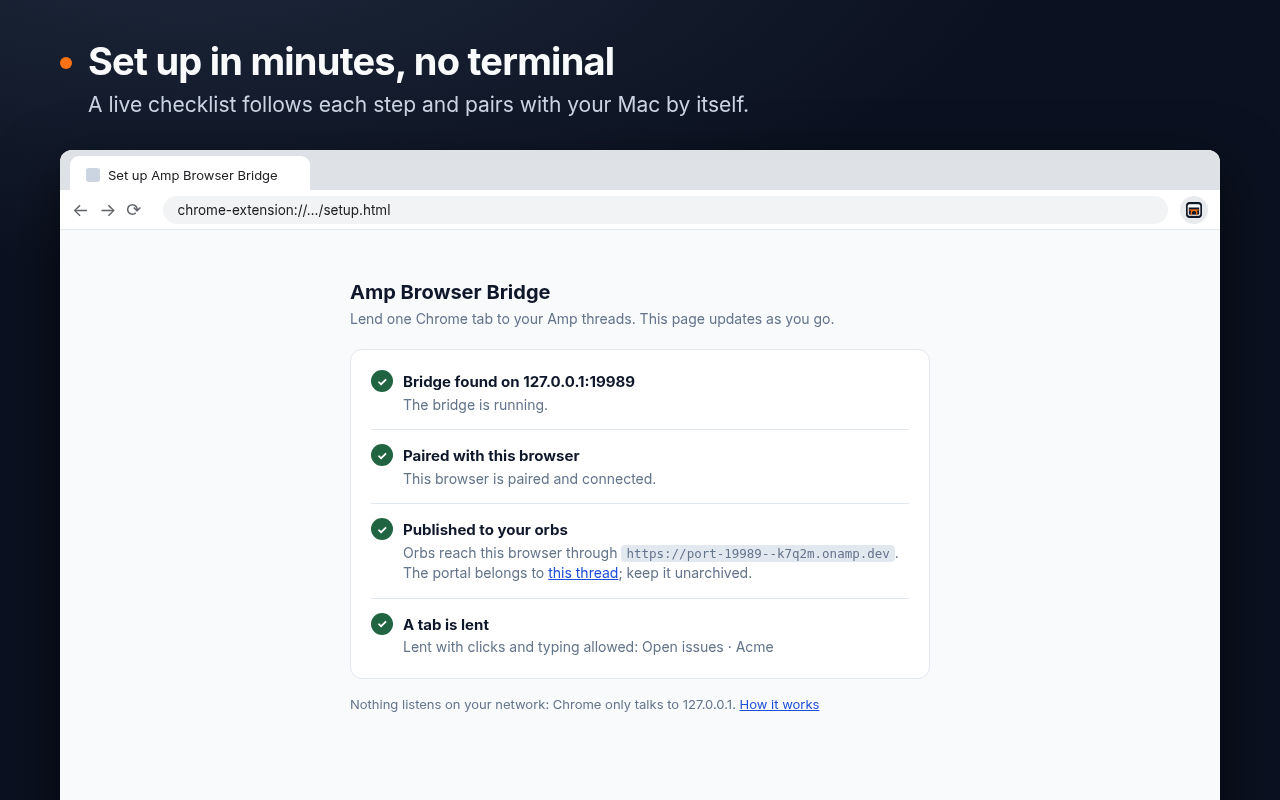 Set up in minutes, no terminal
A live checklist follows each step and pairs with your Mac by itself.
Set up Amp Browser Bridge
chrome-extension://.../setup.html
Amp Browser Bridge
Lend one Chrome tab to your Amp threads. This page updates as you go.
Bridge found on 127.0.0.1:19989
The bridge is running.
Paired with this browser
This browser is paired and connected.
Published to your orbs
Orbs reach this browser through https://port-19989--k7q2m.onamp.dev.
The portal belongs to this thread; keep it unarchived.
A tab is lent
Lent with clicks and typing allowed: Open issues · Acme
Nothing listens on your network: Chrome only talks to 127.0.0.1. How it works